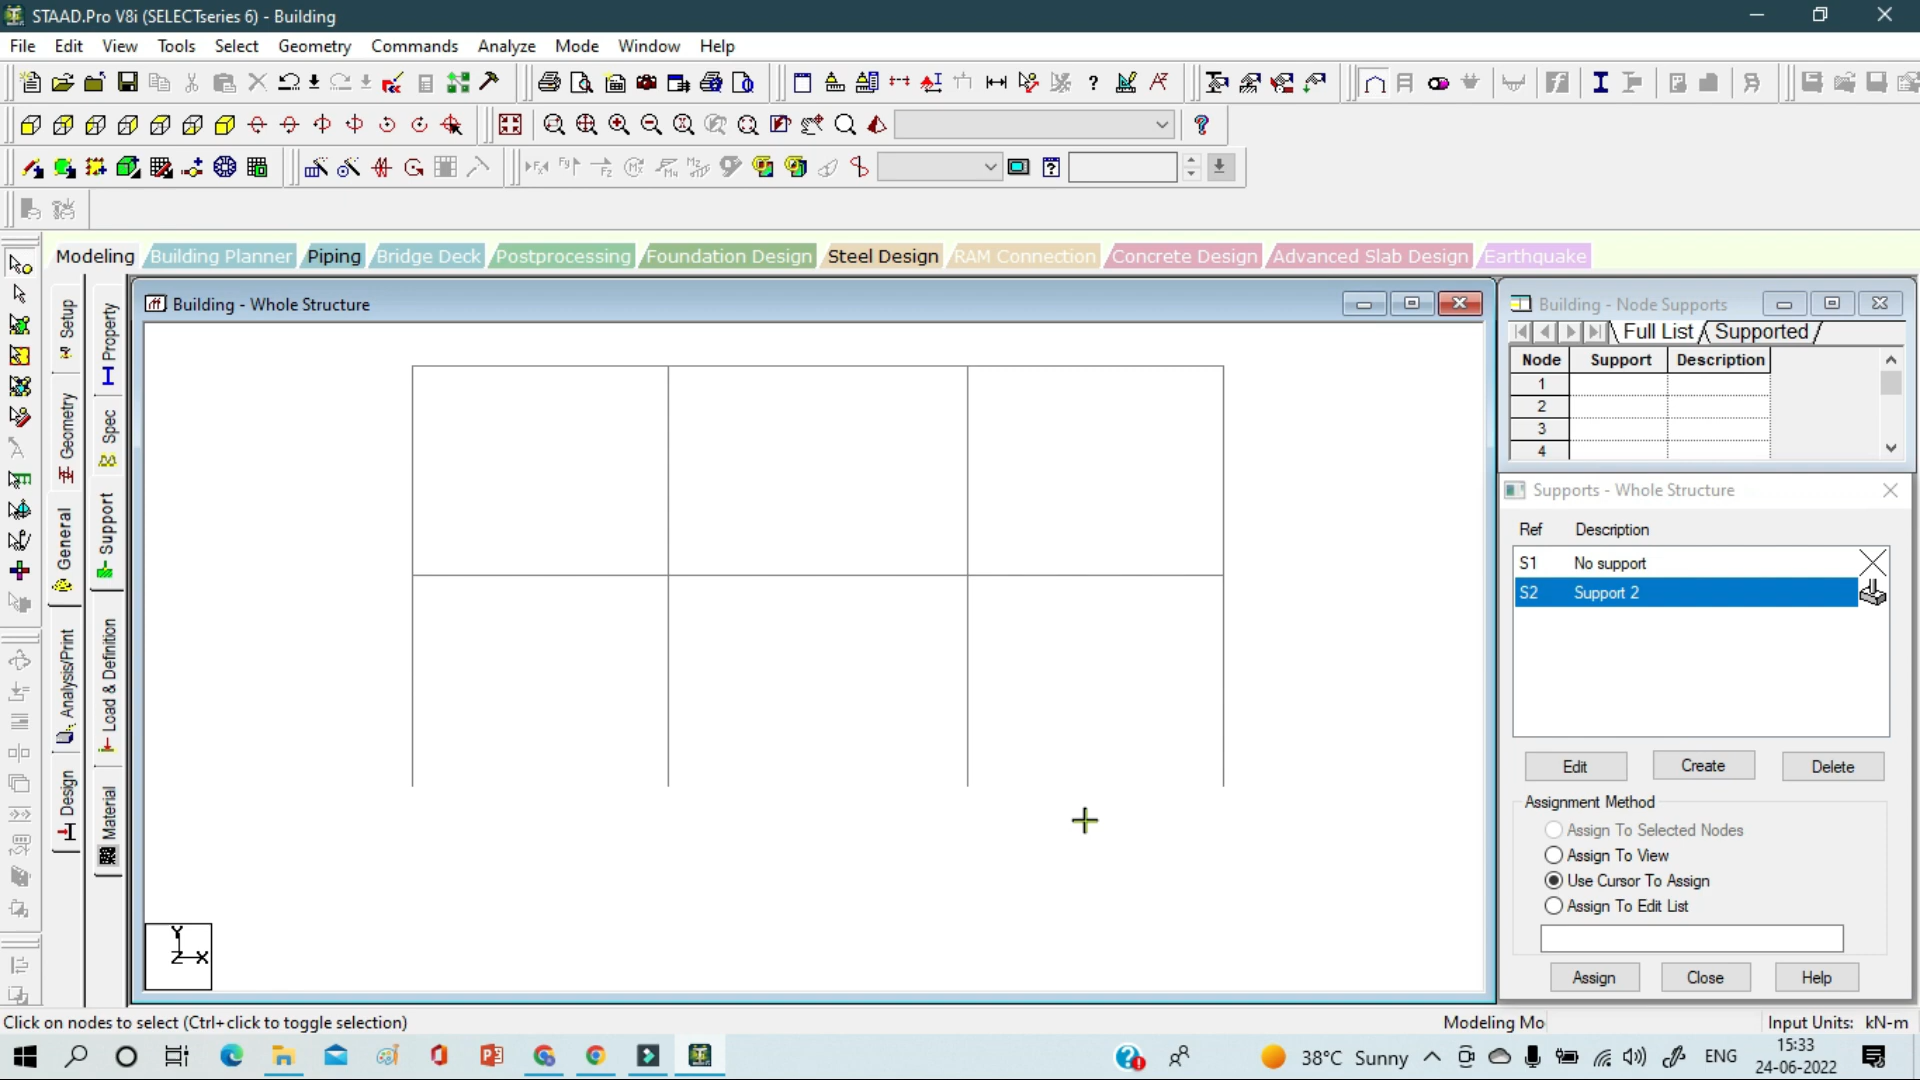 STAAD.Pro V8i (SELECTseries 6) - Building
File Edit View Tools Select Geometry Commands Analyze Mode Window Help
Modeling Building Planner Piping Bridge Deck Postprocessing Foundation Design Steel Design RAM Connection Concrete Design Advanced Slab Design Earthquake
Setup
Geometry
General
Analysis/Print
Design
Property
Spec
Support
Load & Definition
Material
Building - Whole Structure
Y
Z X
Building - Node Supports
Full List Supported
Node Support Description
1
2
3
4
Supports - Whole Structure
Ref Description
S1 No support
S2 Support 2
Edit Create Delete
Assignment Method
Assign To Selected Nodes
Assign To View
Use Cursor To Assign
Assign To Edit List
Assign Close Help
Click on nodes to select (Ctrl+click to toggle selection)
Modeling Mo
Input Units: kN-m
38°C Sunny
ENG
15:33
24-06-2022